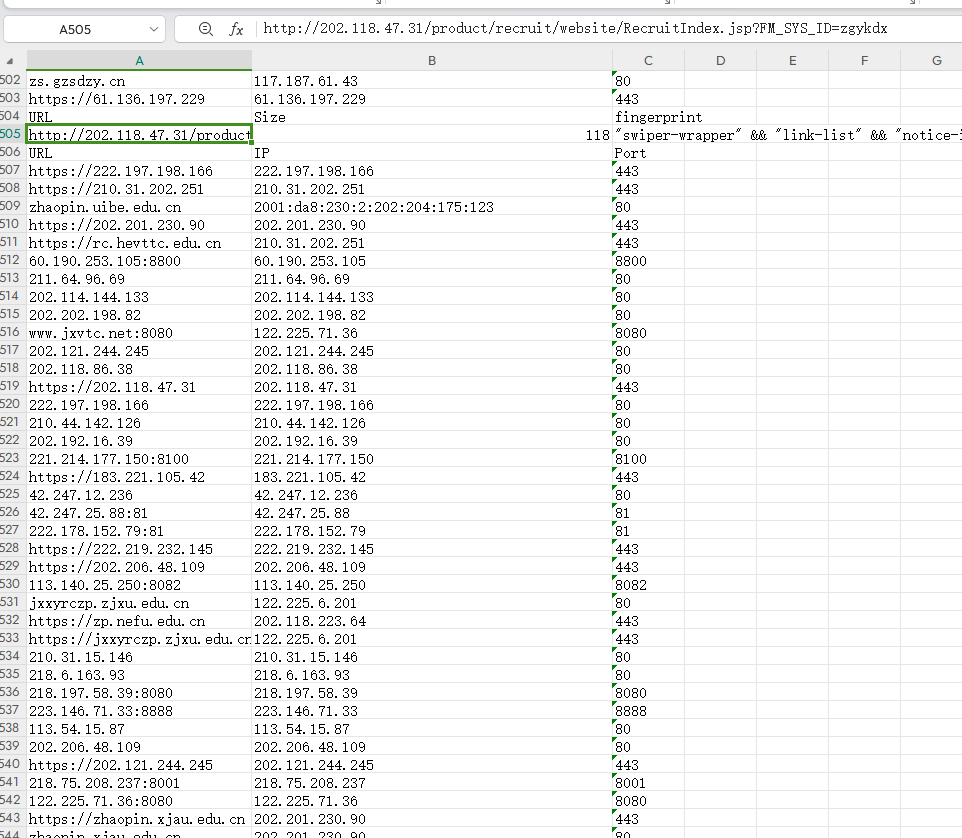 A505 fx http://202.118.47.31/product/recruit/website/RecruitIndex.jsp?FM_SYS_ID=zgykdx
A B C D E F G
502 zs.gzsdzy.cn 117.187.61.43 80
503 https://61.136.197.229 61.136.197.229 443
504 URL Size fingerprint
505 http://202.118.47.31/product 118 "swiper-wrapper" && "link-list" && "notice-i
506 URL IP Port
507 https://222.197.198.166 222.197.198.166 443
508 https://210.31.202.251 210.31.202.251 443
509 zhaopin.uibe.edu.cn 2001:da8:230:2:202:204:175:123 80
510 https://202.201.230.90 202.201.230.90 443
511 https://rc.hevttc.edu.cn 210.31.202.251 443
512 60.190.253.105:8800 60.190.253.105 8800
513 211.64.96.69 211.64.96.69 80
514 202.114.144.133 202.114.144.133 80
515 202.202.198.82 202.202.198.82 80
516 www.jxvtc.net:8080 122.225.71.36 8080
517 202.121.244.245 202.121.244.245 80
518 202.118.86.38 202.118.86.38 80
519 https://202.118.47.31 202.118.47.31 443
520 222.197.198.166 222.197.198.166 80
521 210.44.142.126 210.44.142.126 80
522 202.192.16.39 202.192.16.39 80
523 221.214.177.150:8100 221.214.177.150 8100
524 https://183.221.105.42 183.221.105.42 443
525 42.247.12.236 42.247.12.236 80
526 42.247.25.88:81 42.247.25.88 81
527 222.178.152.79:81 222.178.152.79 81
528 https://222.219.232.145 222.219.232.145 443
529 https://202.206.48.109 202.206.48.109 443
530 113.140.25.250:8082 113.140.25.250 8082
531 jxxyrczp.zjxu.edu.cn 122.225.6.201 80
532 https://zp.nefu.edu.cn 202.118.223.64 443
533 https://jxxyrczp.zjxu.edu.cn 122.225.6.201 443
534 210.31.15.146 210.31.15.146 80
535 218.6.163.93 218.6.163.93 80
536 218.197.58.39:8080 218.197.58.39 8080
537 223.146.71.33:8888 223.146.71.33 8888
538 113.54.15.87 113.54.15.87 80
539 202.206.48.109 202.206.48.109 80
540 https://202.121.244.245 202.121.244.245 443
541 218.75.208.237:8001 218.75.208.237 8001
542 122.225.71.36:8080 122.225.71.36 8080
543 https://zhaopin.xjau.edu.cn 202.201.230.90 443
544 zhaopin.xjau.edu.cn 202.201.230.90 80